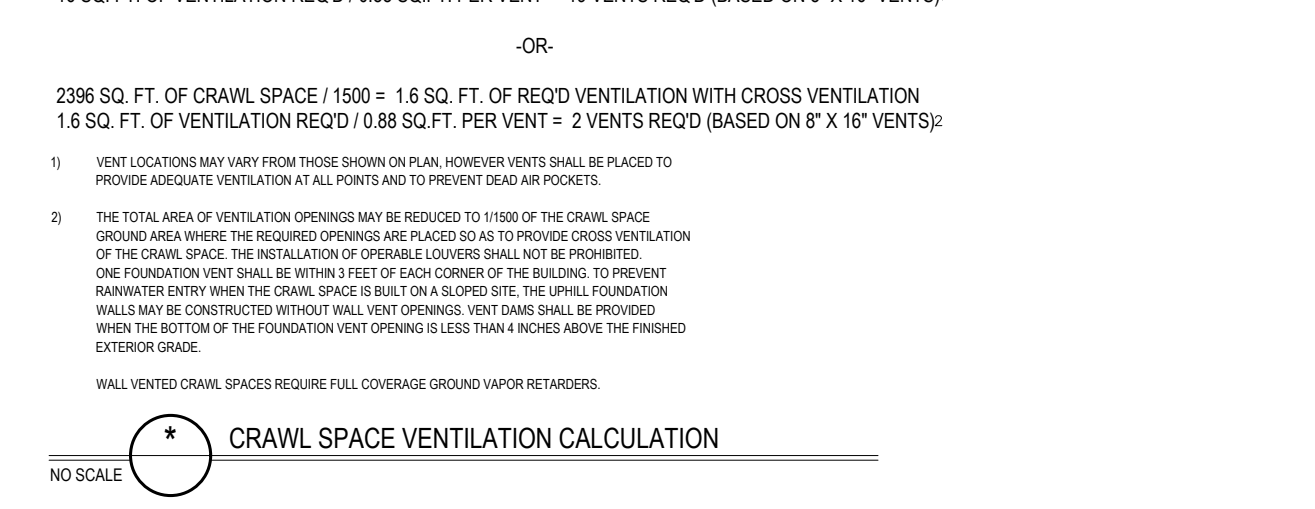 -OR-
2396 SQ. FT. OF CRAWL SPACE / 1500 = 1.6 SQ. FT. OF REQ'D VENTILATION WITH CROSS VENTILATION
1.6 SQ. FT. OF VENTILATION REQ'D / 0.88 SQ.FT. PER VENT = 2 VENTS REQ'D (BASED ON 8" X 16" VENTS)2
1) VENT LOCATIONS MAY VARY FROM THOSE SHOWN ON PLAN, HOWEVER VENTS SHALL BE PLACED TO
PROVIDE ADEQUATE VENTILATION AT ALL POINTS AND TO PREVENT DEAD AIR POCKETS.
2) THE TOTAL AREA OF VENTILATION OPENINGS MAY BE REDUCED TO 1/1500 OF THE CRAWL SPACE
GROUND AREA WHERE THE REQUIRED OPENINGS ARE PLACED SO AS TO PROVIDE CROSS VENTILATION
OF THE CRAWL SPACE. THE INSTALLATION OF OPERABLE LOUVERS SHALL NOT BE PROHIBITED.
ONE FOUNDATION VENT SHALL BE WITHIN 3 FEET OF EACH CORNER OF THE BUILDING. TO PREVENT
RAINWATER ENTRY WHEN THE CRAWL SPACE IS BUILT ON A SLOPED SITE, THE UPHILL FOUNDATION
WALLS MAY BE CONSTRUCTED WITHOUT WALL VENT OPENINGS. VENT DAMS SHALL BE PROVIDED
WHEN THE BOTTOM OF THE FOUNDATION VENT OPENING IS LESS THAN 4 INCHES ABOVE THE FINISHED
EXTERIOR GRADE.
WALL VENTED CRAWL SPACES REQUIRE FULL COVERAGE GROUND VAPOR RETARDERS.
* CRAWL SPACE VENTILATION CALCULATION
NO SCALE